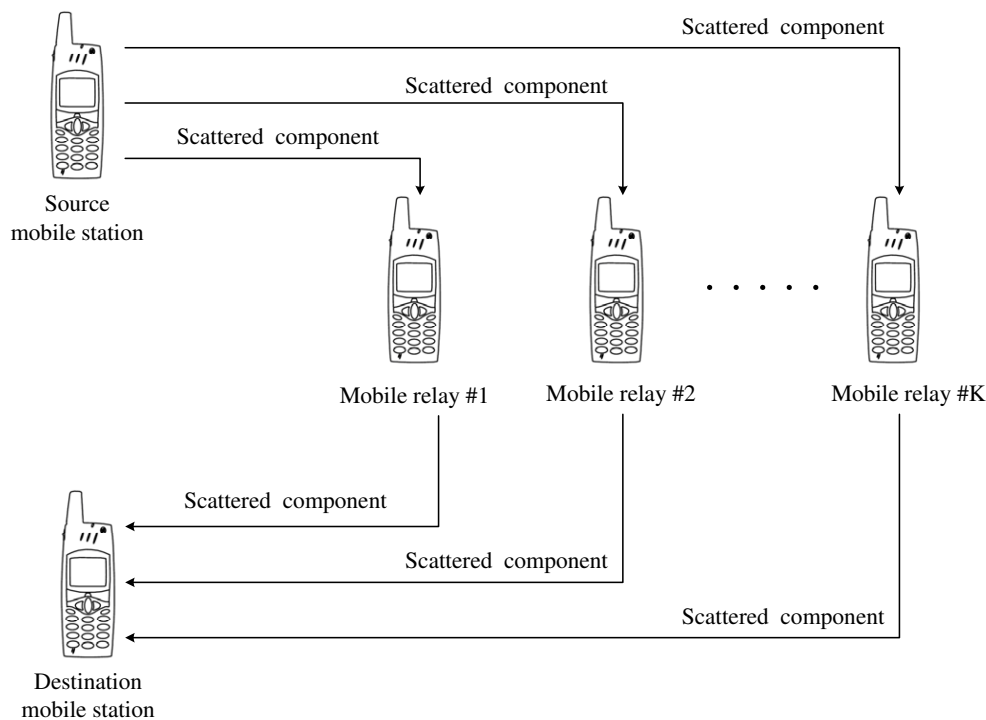 Scattered component
Scattered component
Scattered component
Source
mobile station
Mobile relay #1
Mobile relay #2
Mobile relay #K
Scattered component
Scattered component
Scattered component
Destination
mobile station